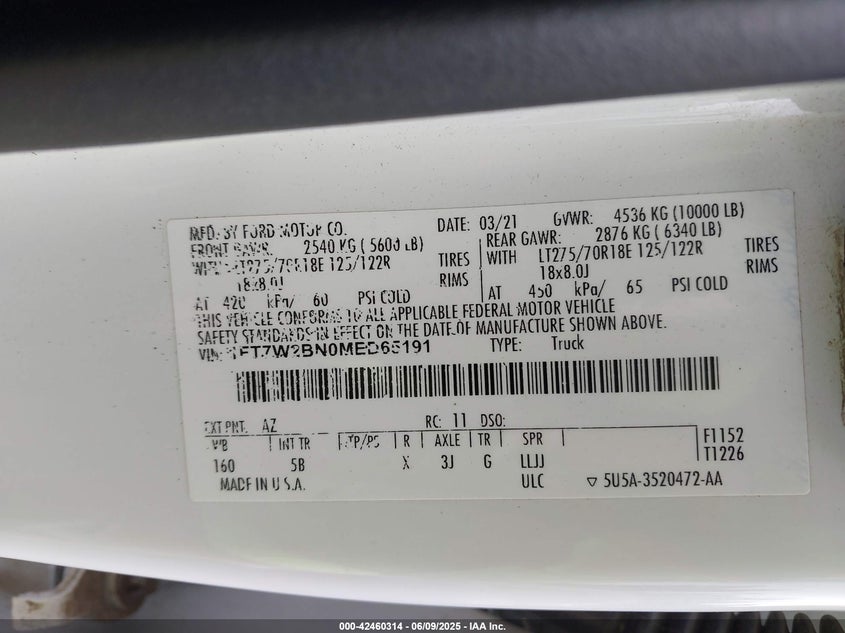 MFD. BY FORD MOTOR CO. DATE: 03/21 GVWR: 4536 KG (10000 LB)
FRONT GAWR: 2540 KG ( 5600 LB) REAR GAWR: 2876 KG ( 6340 LB)
WITH LT275/70R18E 125/122R TIRES WITH LT275/70R18E 125/122R TIRES
18x8.0J RIMS 18x8.0J RIMS
AT 420 kPa/ 60 PSI COLD AT 450 kPa/ 65 PSI COLD
THIS VEHICLE CONFORMS TO ALL APPLICABLE FEDERAL MOTOR VEHICLE
SAFETY STANDARDS IN EFFECT ON THE DATE OF MANUFACTURE SHOWN ABOVE.
VIN: 1FT7W2BN0MED65191 TYPE: Truck
EXT PNT: AZ RC: 11 DSO:
WB INT TR TP/PS R AXLE TR SPR F1152
160 5B X 3J G LLJJ T1226
MADE IN U.S.A. ULC ▽ 5U5A-3520472-AA
000-42460314 / 06/09/2025 - IAA Inc.